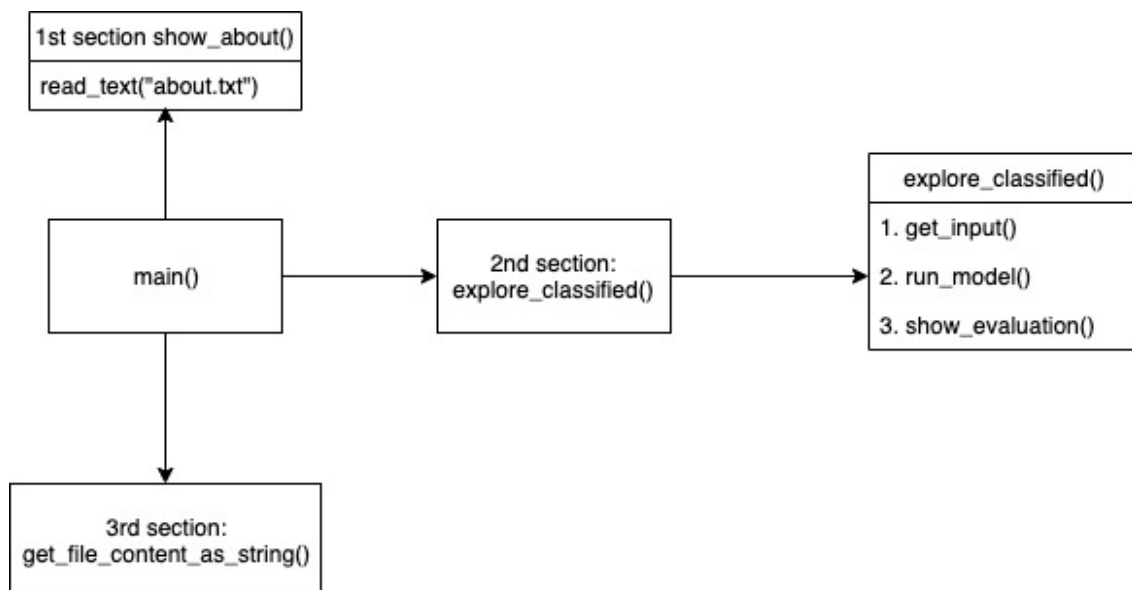 1st section show_about()
read_text("about.txt")
main()
2nd section:
explore_classified()
explore_classified()
1. get_input()
2. run_model()
3. show_evaluation()
3rd section:
get_file_content_as_string()